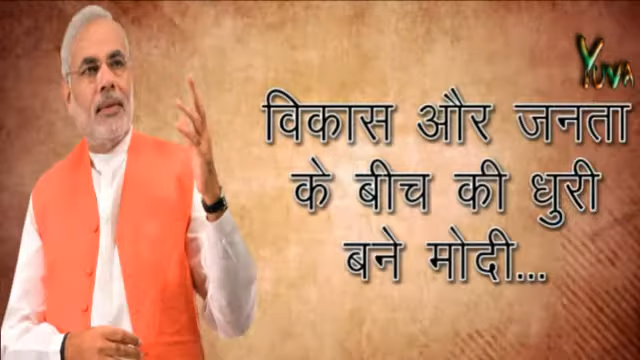 YUVA
विकास और जनता
के बीच की धुरी
बने मोदी...